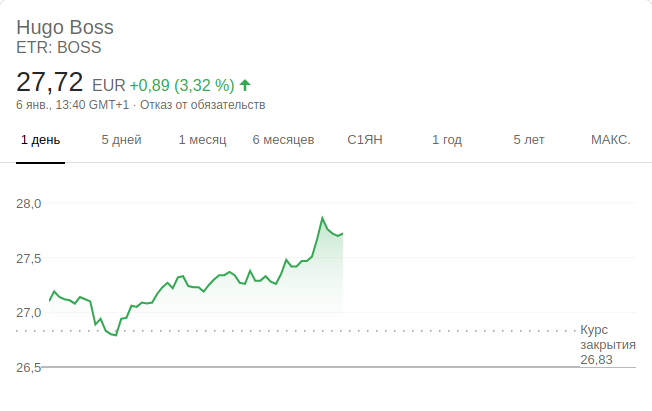 Hugo Boss
ETR: BOSS
27,72 EUR +0,89 (3,32 %)
6 янв., 13:40 GMT+1 · Отказ от обязательств
1 день 5 дней 1 месяц 6 месяцев С1ЯН 1 год 5 лет МАКС.
28,0
27,5
27,0
Курс
закрытия
26,83
26,5